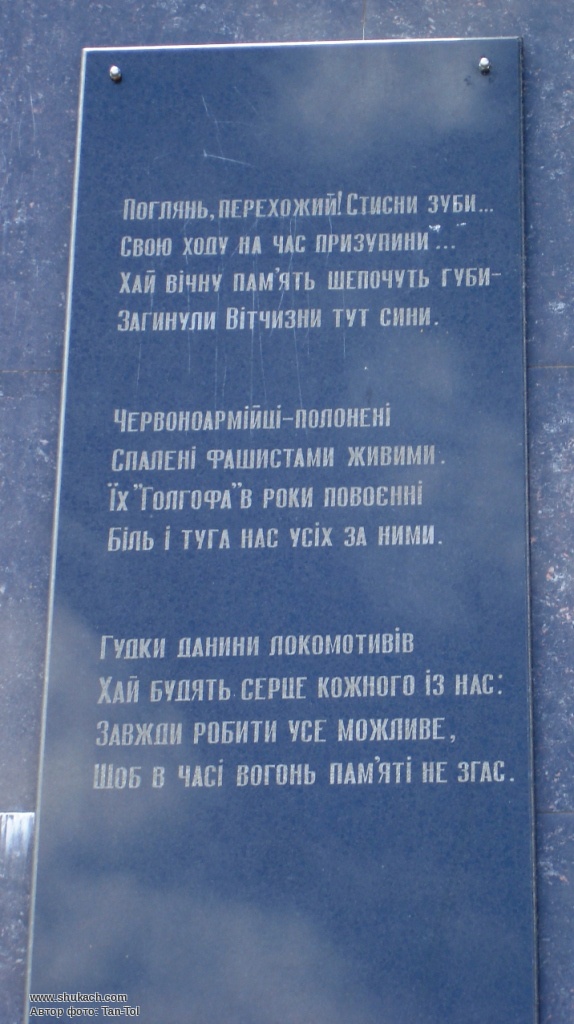 Поглянь, перехожий! Стисни зуби...
Свою ходу на час призупини ...
Хай вічну пам'ять шепочуть губи-
Загинули Вітчизни тут сини.
Червоноармійці-полонені
Спалені фашистами живими.
Їх "Голгофа" в роки повоєнні
Біль і туга нас усіх за ними.
Гудки данини локомотивів
Хай будять серце кожного із нас:
Завжди робити усе можливе,
Щоб в часі вогонь пам'яті не згас.
www.shukach.com
Автор фото: Tan-Tol